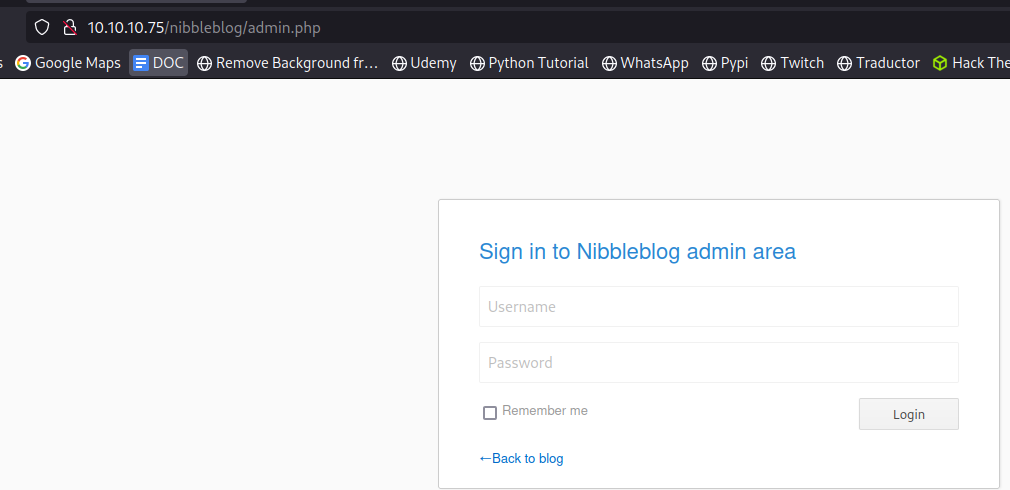 10.10.10.75/nibbleblog/admin.php
s Google Maps DOC Remove Background fr... Udemy Python Tutorial WhatsApp Pypi Twitch Traductor Hack The
Sign in to Nibbleblog admin area
Username
Password
Remember me Login
←Back to blog